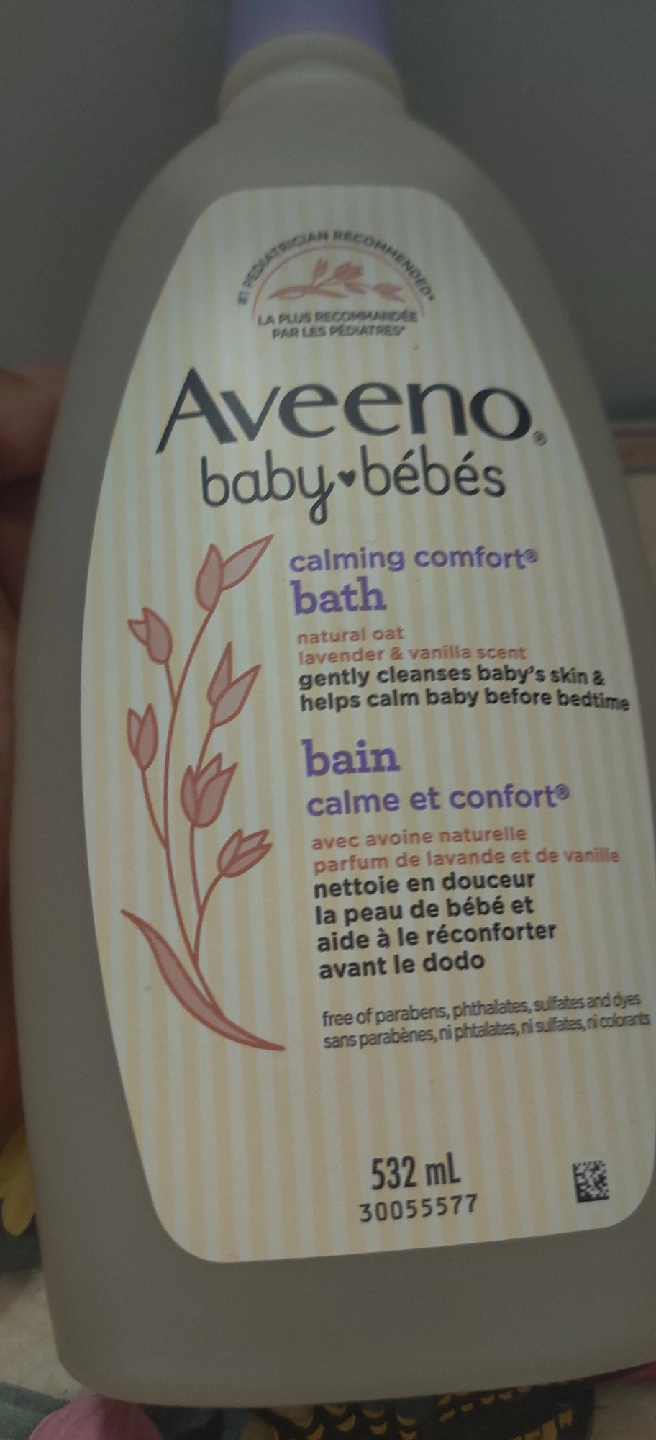 #1 PEDIATRICIAN RECOMMENDED*
LA PLUS RECOMMANDÉE
PAR LES PÉDIATRES*
Aveeno®
baby♥bébés
calming comfort®
bath
natural oat
lavender & vanilla scent
gently cleanses baby's skin &
helps calm baby before bedtime
bain
calme et confort®
avec avoine naturelle
parfum de lavande et de vanille
nettoie en douceur
la peau de bébé et
aide à le réconforter
avant le dodo
free of parabens, phthalates, sulfates and dyes
sans parabènes, ni phtalates, ni sulfates, ni colorants
532 mL
30055577